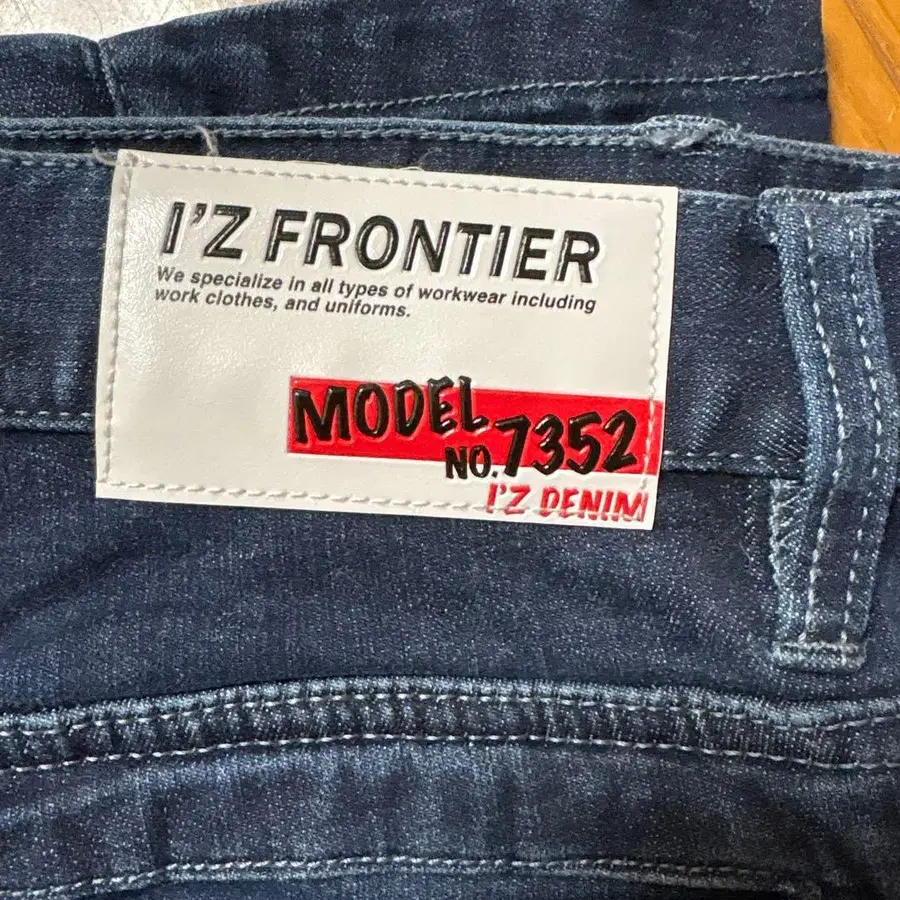 I'Z FRONTIER
We specialize in all types of workwear including
work clothes, and uniforms.
MODEL
NO.7352
I'Z DENIM